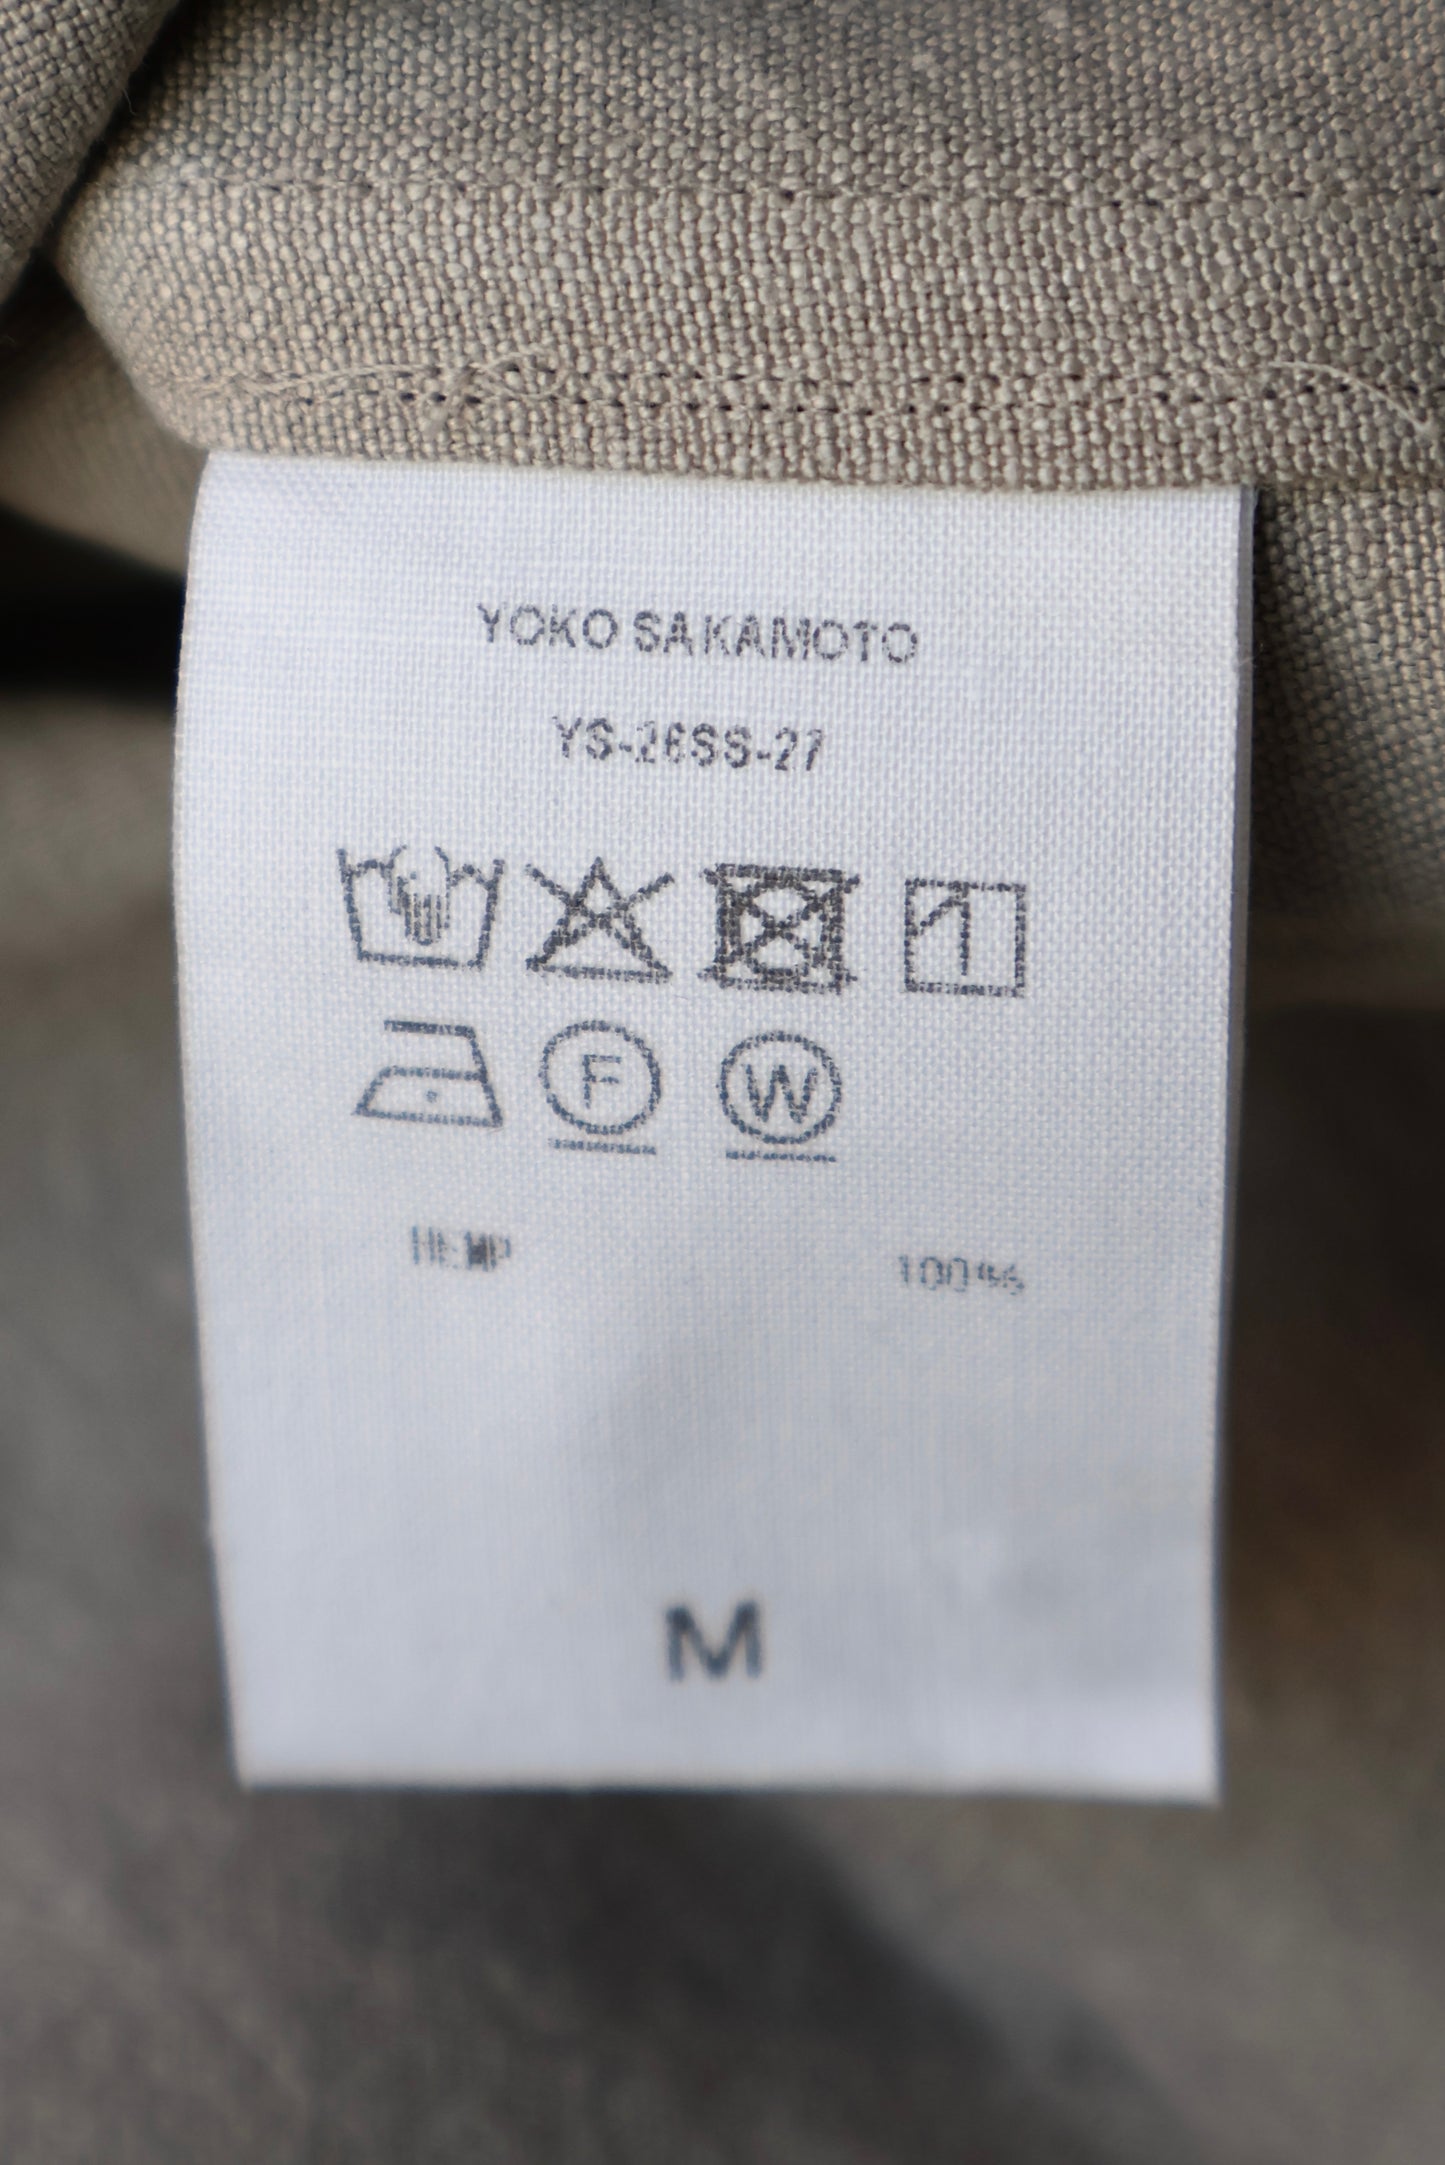 YOKO SAKAMOTO
YS-26SS-27
F W
HEMP 100%
M